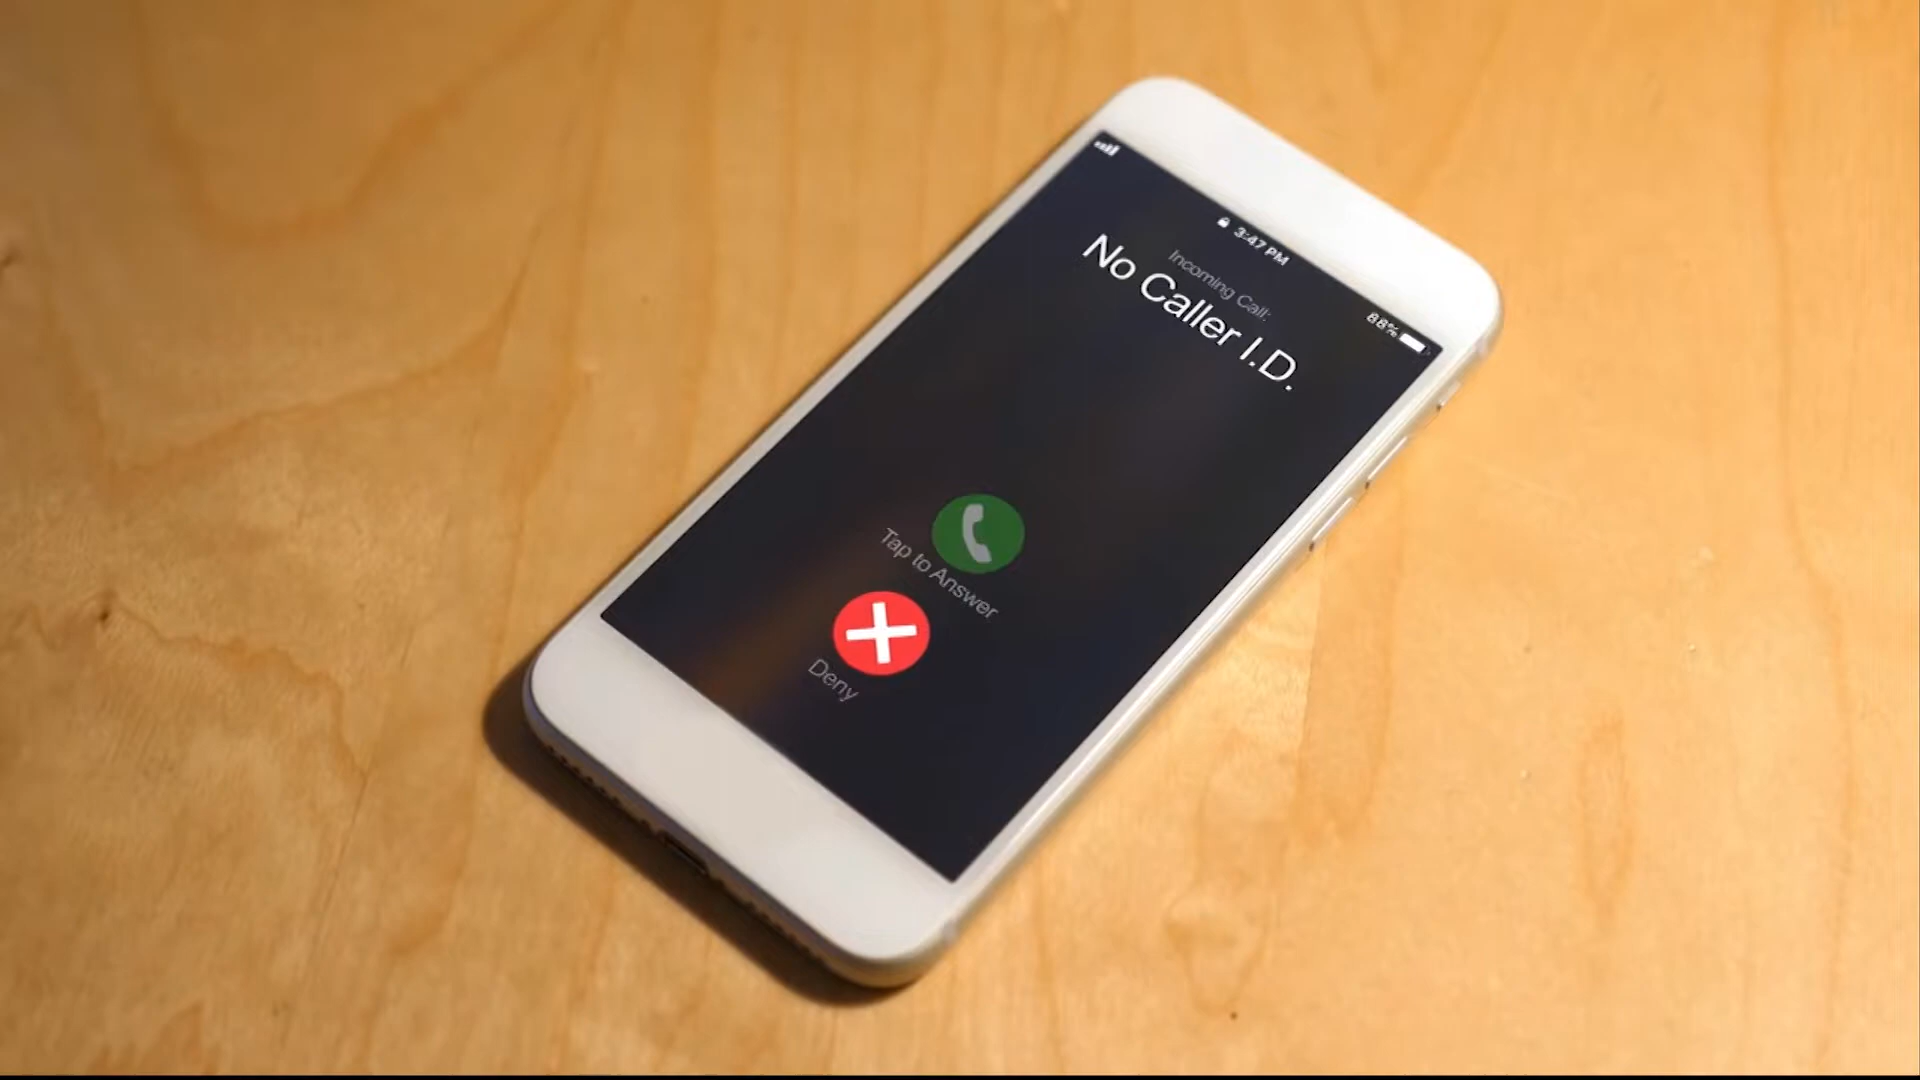 3:47 PM
88%
Incoming Call:
No Caller I.D.
Tap to Answer
Deny